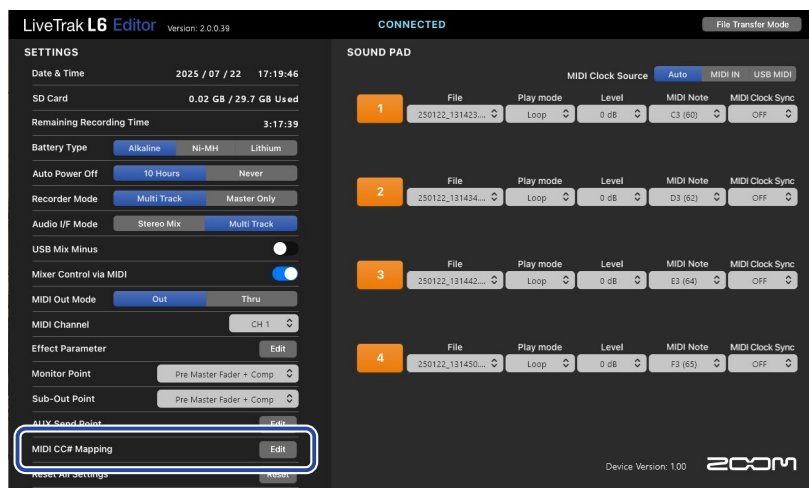 LiveTrak L6 Editor Version: 2.0.0.39 CONNECTED File Transfer Mode
SETTINGS
Date & Time 2025 / 07 / 22 17:19:46
SD Card 0.02 GB / 29.7 GB Used
Remaining Recording Time 3:17:39
Battery Type Alkaline Ni-MH Lithium
Auto Power Off 10 Hours Never
Recorder Mode Multi Track Master Only
Audio I/F Mode Stereo Mix Multi Track
USB Mix Minus
Mixer Control via MIDI
MIDI Out Mode Out Thru
MIDI Channel CH 1
Effect Parameter Edit
Monitor Point Pre Master Fader + Comp
Sub-Out Point Pre Master Fader + Comp
AUX Send Point Edit
MIDI CC# Mapping Edit
Reset All Settings Reset
SOUND PAD
MIDI Clock Source Auto MIDI IN USB MIDI
File Play mode Level MIDI Note MIDI Clock Sync
1 250122_131423.... Loop 0 dB C3 (60) OFF
File Play mode Level MIDI Note MIDI Clock Sync
2 250122_131434.... Loop 0 dB D3 (62) OFF
File Play mode Level MIDI Note MIDI Clock Sync
3 250122_131442.... Loop 0 dB E3 (64) OFF
File Play mode Level MIDI Note MIDI Clock Sync
4 250122_131450.... Loop 0 dB F3 (65) OFF
Device Version: 1.00 ZOOM